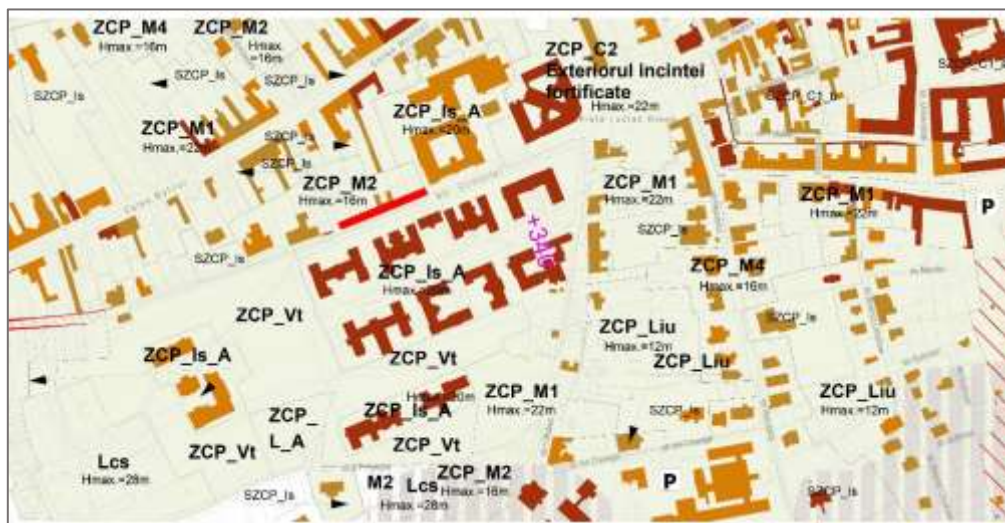 ZCP_M4
Hmax.=16m
ZCP_M2
Hmax.
=16m
SZCP_Is
SZCP_Is
SZCP_Is
ZCP_C2
Exteriorul incintei
fortificate
Hmax.=22m
SZCP_Is
ZCP_M1
Hmax.=22m
SZCP_Is
SZCP_Is
ZCP_Is_A
Hmax.=20m
ZCP_M2
Hmax.=16m
ZCP_M1
Hmax.=22m
ZCP_M1
Hmax.=22m
P
SZCP_Is
SZCP_Is
+346
ZCP_Is_A
ZCP_M4
Hmax.=16m
ZCP_Vt
ZCP_Liu
Hmax.=12m
SZCP_Is
ZCP_Is_A
ZCP_Vt
ZCP_Liu
ZCP_Is_A
ZCP_M1
Hmax.=22m
ZCP_Liu
Hmax.=12m
SZCP_Is
ZCP_
L_A
ZCP_Vt
ZCP_Vt
Lcs
Hmax.=28m
M2
Lcs
Hmax.=28m
ZCP_M2
Hmax.=16m
P
SZCP_Is